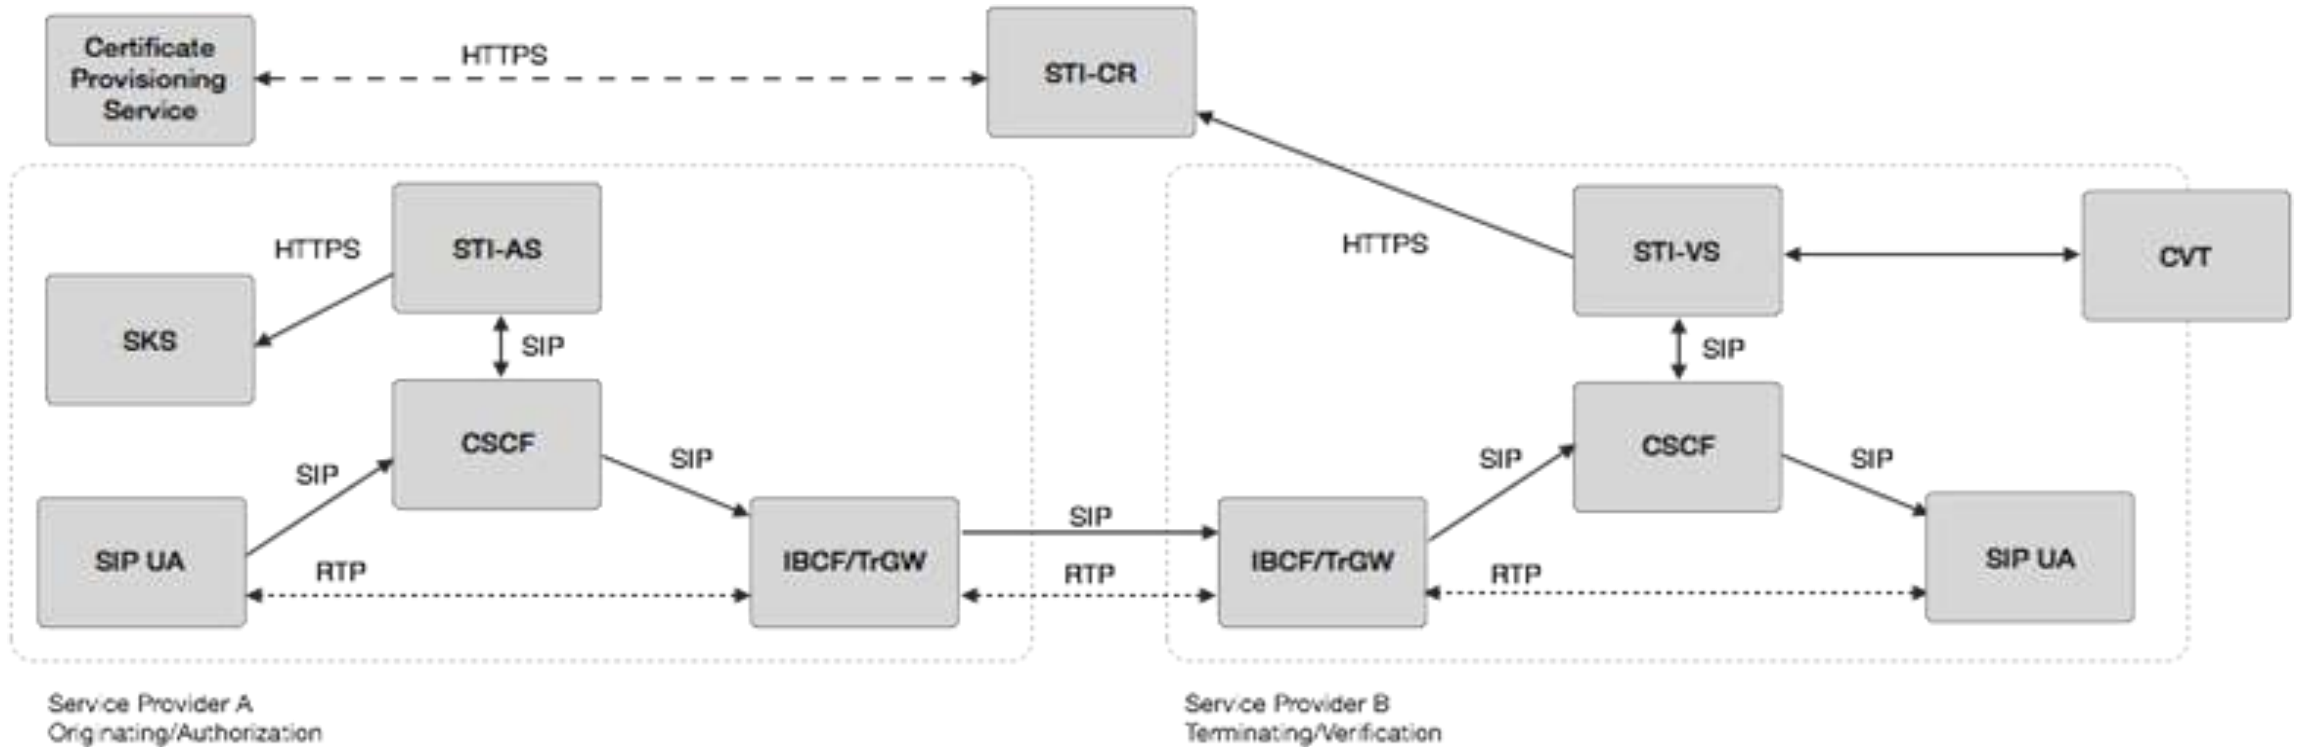 Certificate
Provisioning
Service
HTTPS
STI-CR
STI-AS
HTTPS
SKS
SIP
CSCF
SIP
SIP
SIP UA
RTP
IBCF/TrGW
SIP
RTP
HTTPS
STI-VS
CVT
SIP
CSCF
SIP
SIP
IBCF/TrGW
RTP
SIP UA
Service Provider A
Originating/Authorization
Service Provider B
Terminating/Verification